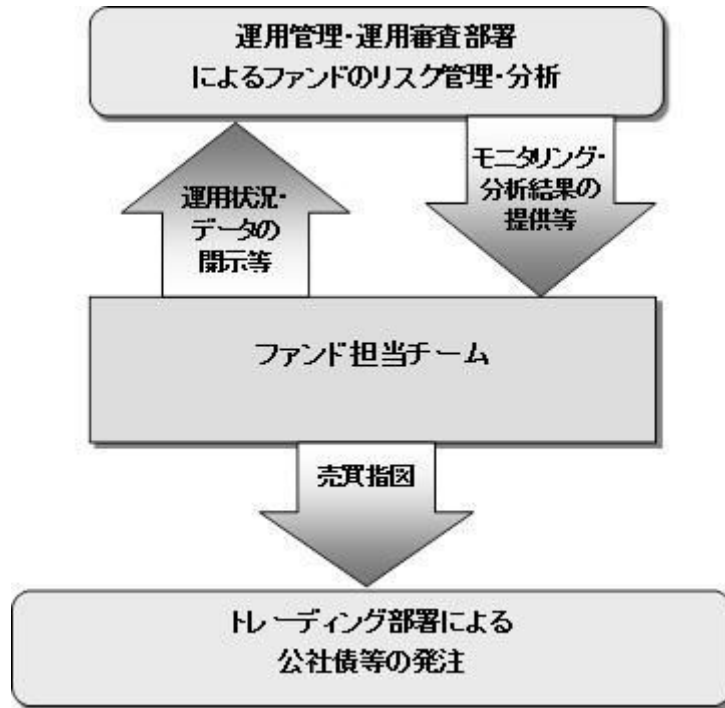 運用管理・運用審査部署
によるファンドのリスク管理・分析
運用状況・
データの
開示等
モニタリング・
分析結果の
提供等
ファンド担当チーム
売買指図
トレーディング部署による
公社債等の発注